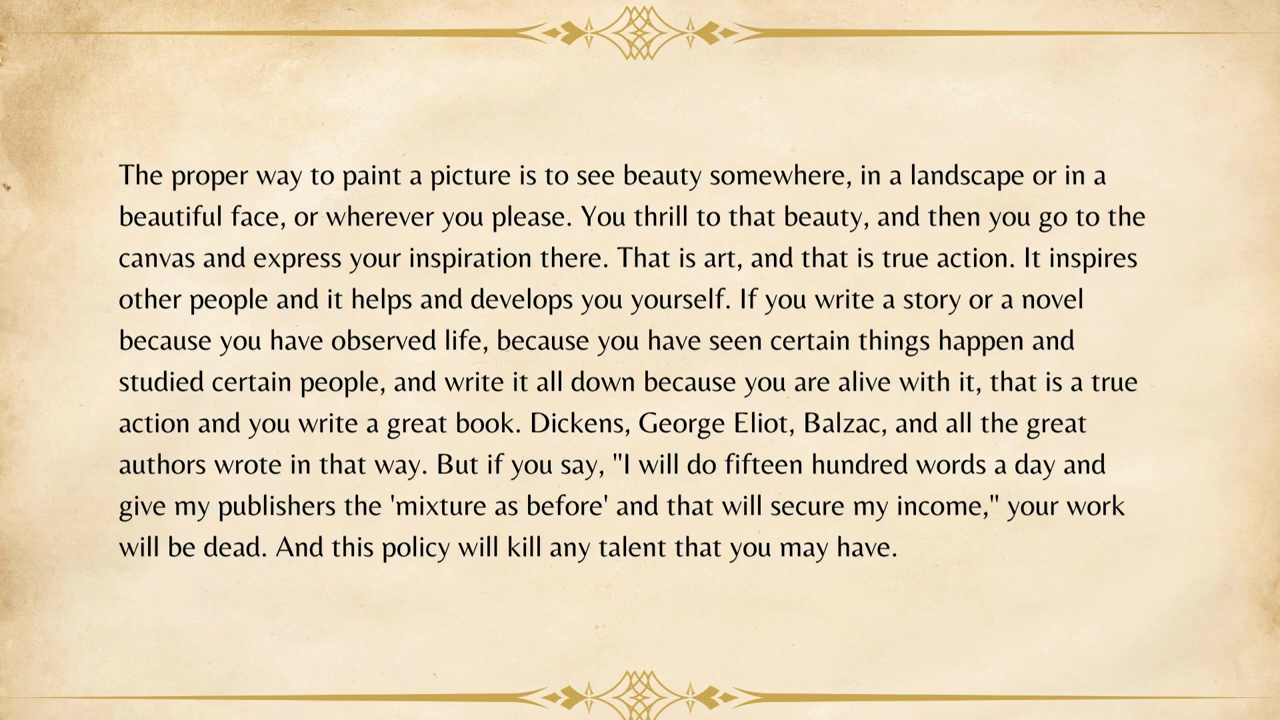 The proper way to paint a picture is to see beauty somewhere, in a landscape or in a
beautiful face, or wherever you please. You thrill to that beauty, and then you go to the
canvas and express your inspiration there. That is art, and that is true action. It inspires
other people and it helps and develops you yourself. If you write a story or a novel
because you have observed life, because you have seen certain things happen and
studied certain people, and write it all down because you are alive with it, that is a true
action and you write a great book. Dickens, George Eliot, Balzac, and all the great
authors wrote in that way. But if you say, "I will do fifteen hundred words a day and
give my publishers the 'mixture as before' and that will secure my income," your work
will be dead. And this policy will kill any talent that you may have.